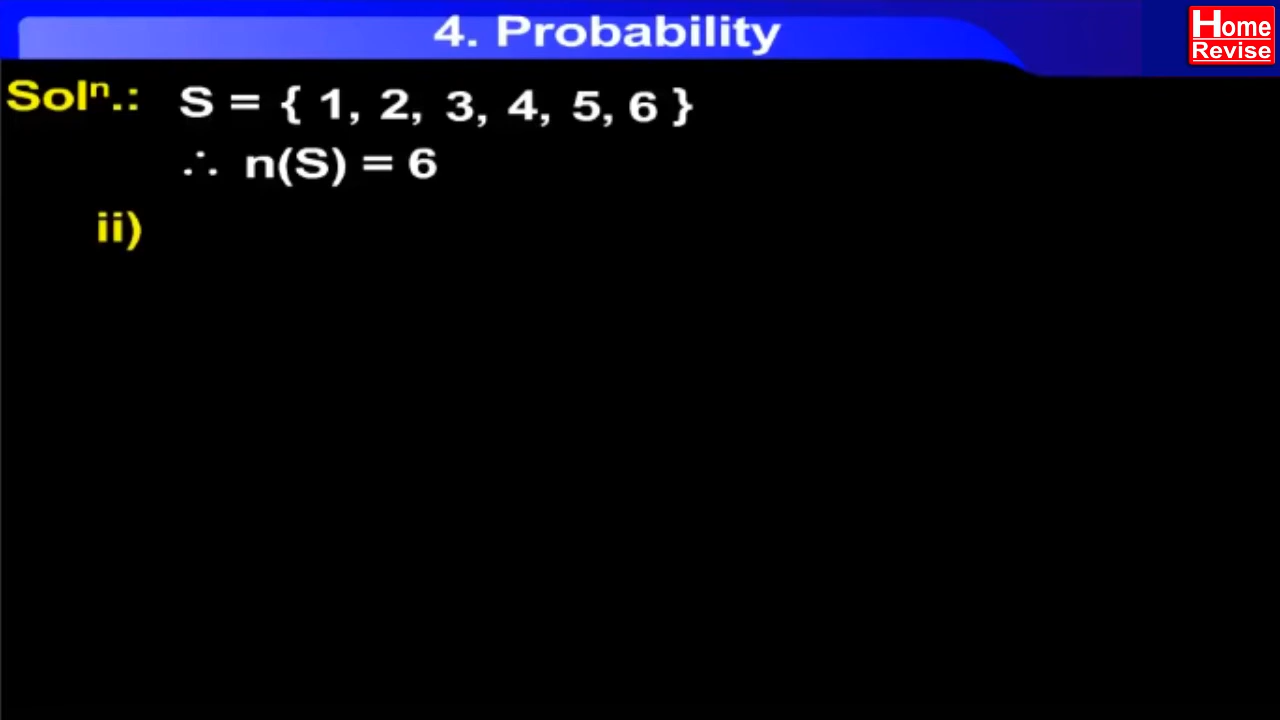 4. Probability
Home
Revise
Solⁿ.: S = { 1, 2, 3, 4, 5, 6 }
∴ n(S) = 6
ii)